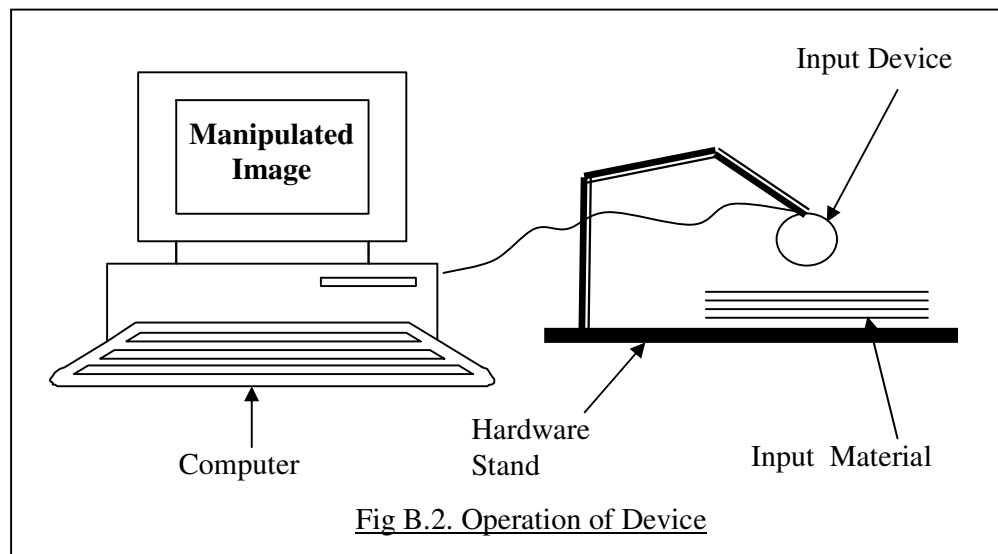 Input Device
Manipulated
Image
Hardware
Stand
Input Material
Computer
Fig B.2. Operation of Device